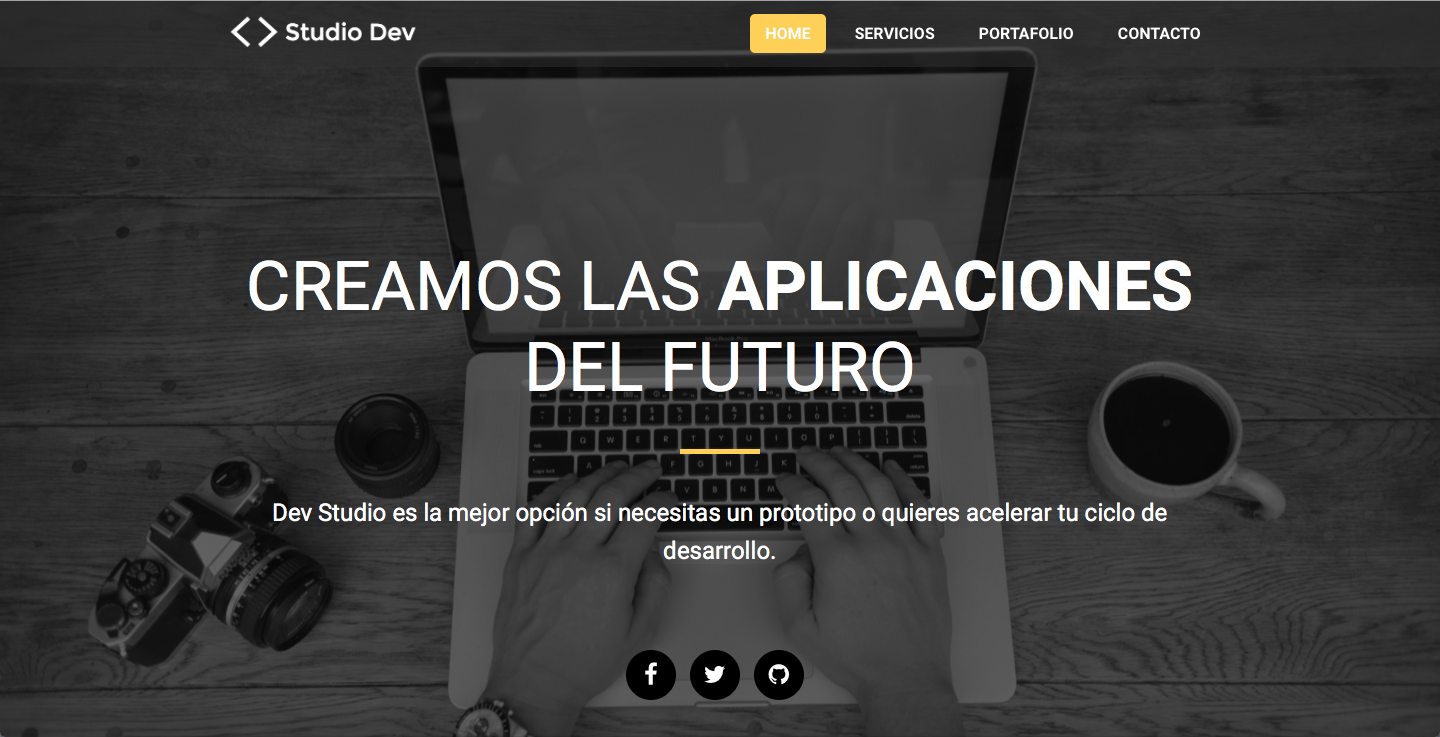 Studio Dev
HOME SERVICIOS PORTAFOLIO CONTACTO
CREAMOS LAS APLICACIONES
DEL FUTURO
Dev Studio es la mejor opción si necesitas un prototipo o quieres acelerar tu ciclo de
desarrollo.